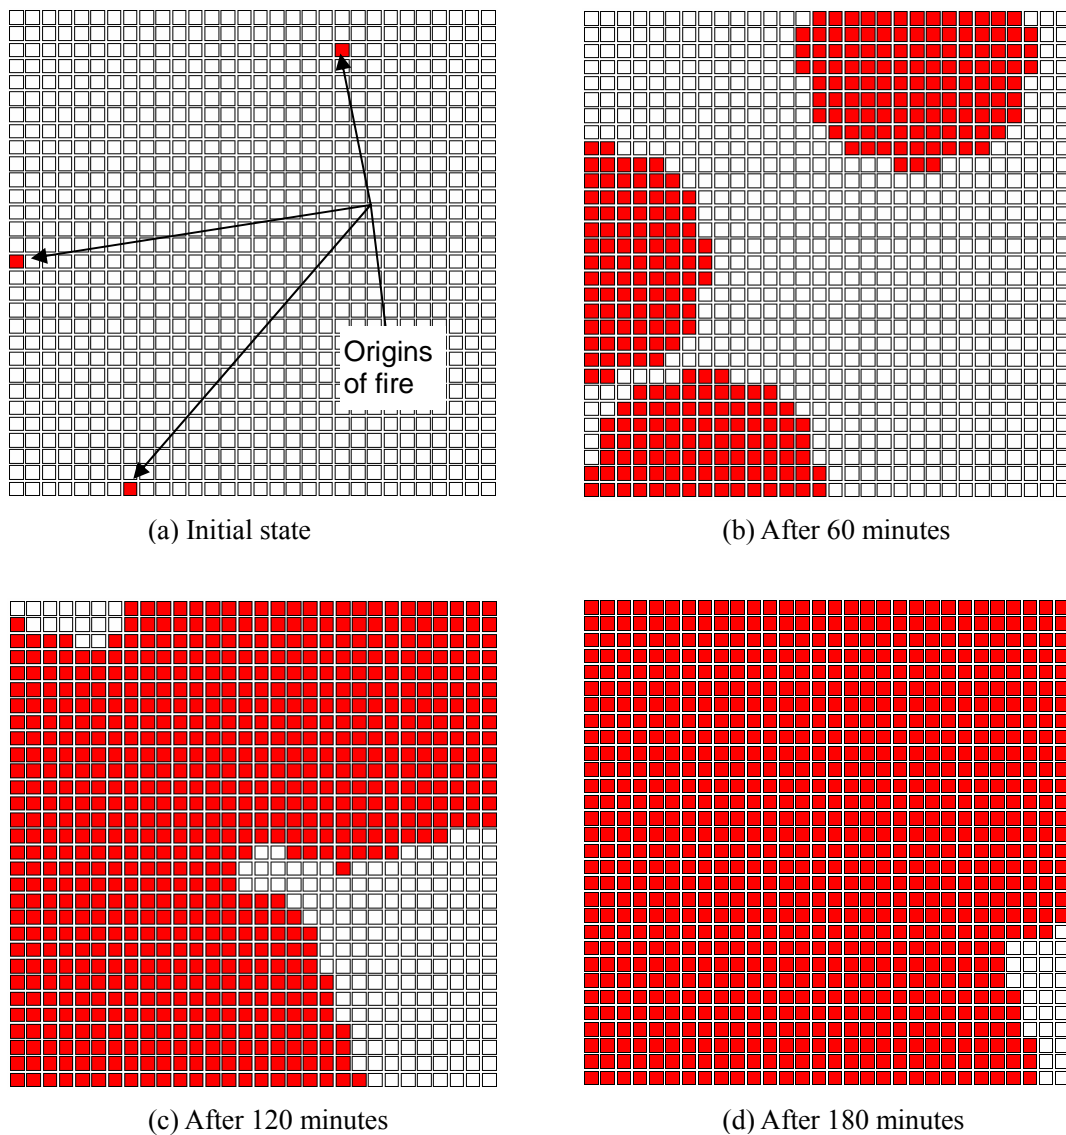 Origins
of fire
(a) Initial state
(b) After 60 minutes
(c) After 120 minutes
(d) After 180 minutes